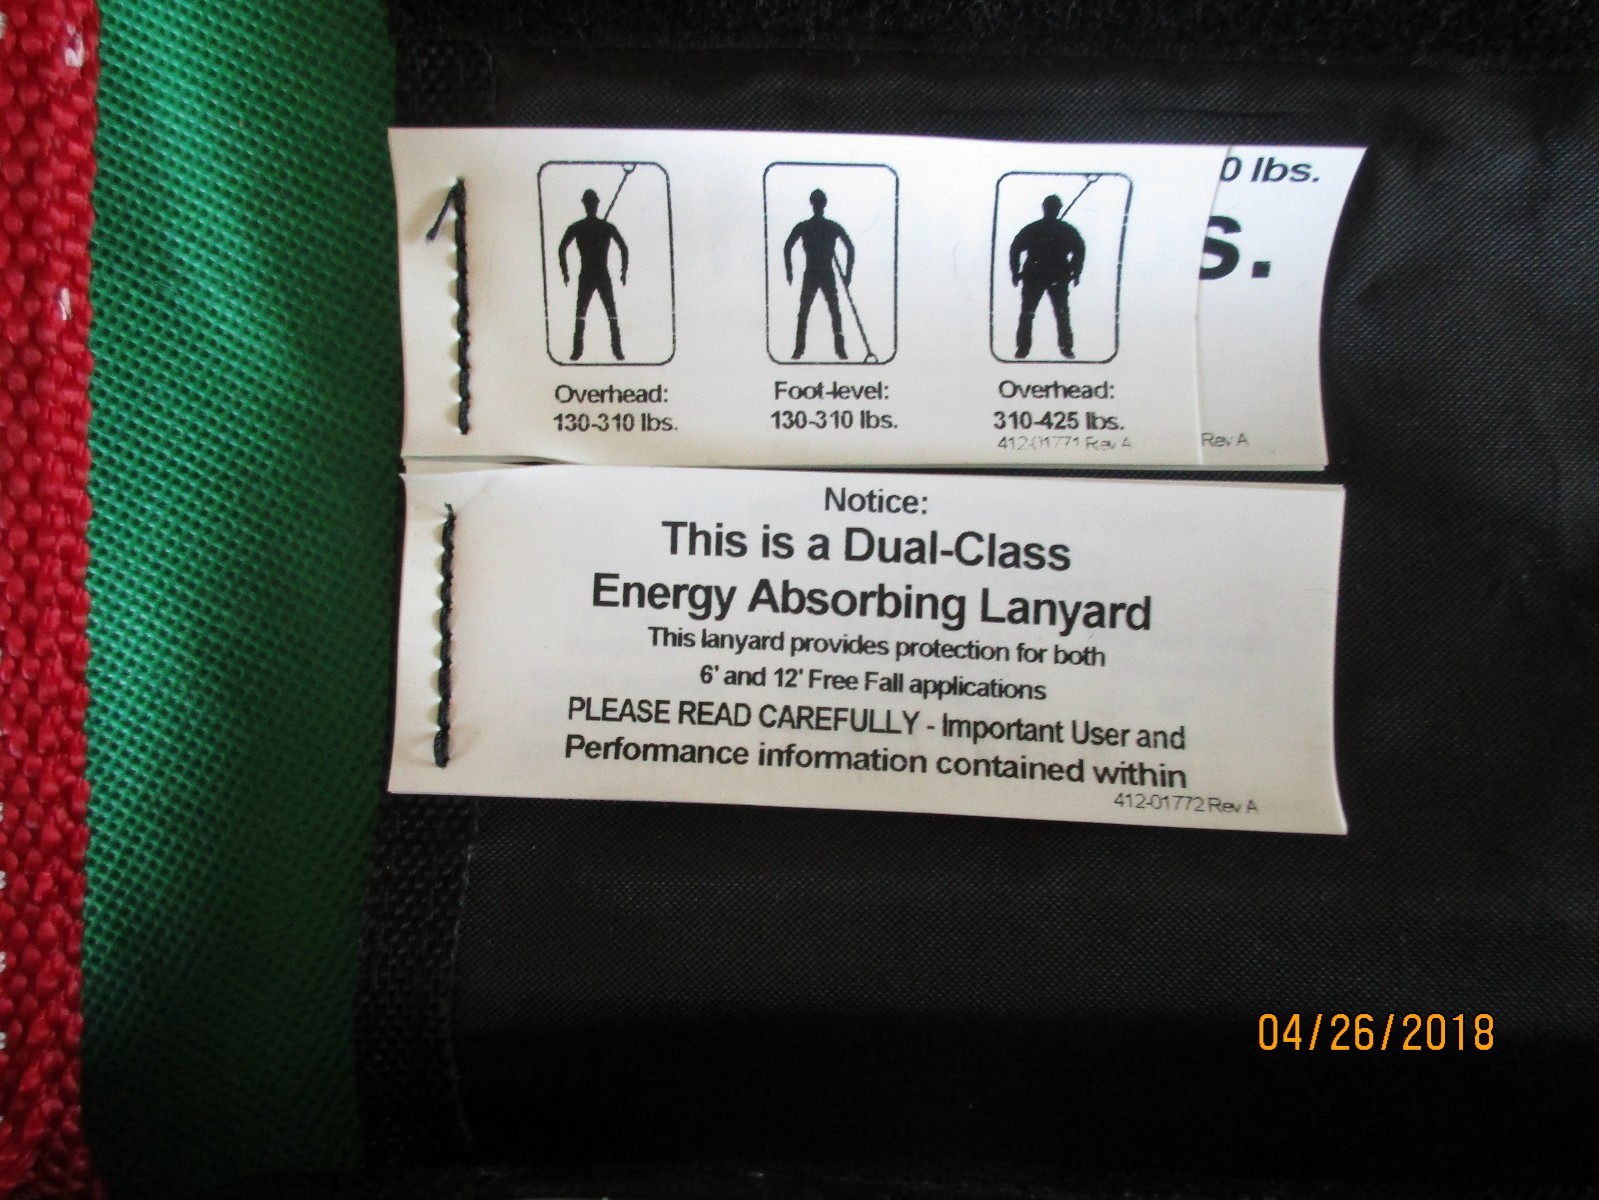 0 lbs.
s.
Overhead:
130-310 lbs.
Foot-level:
130-310 lbs.
Overhead:
310-425 lbs.
412-01771 Rev A
Rev A
Notice:
This is a Dual-Class
Energy Absorbing Lanyard
This lanyard provides protection for both
6' and 12' Free Fall applications
PLEASE READ CAREFULLY - Important User and
Performance information contained within
412-01772 Rev A
04/26/2018